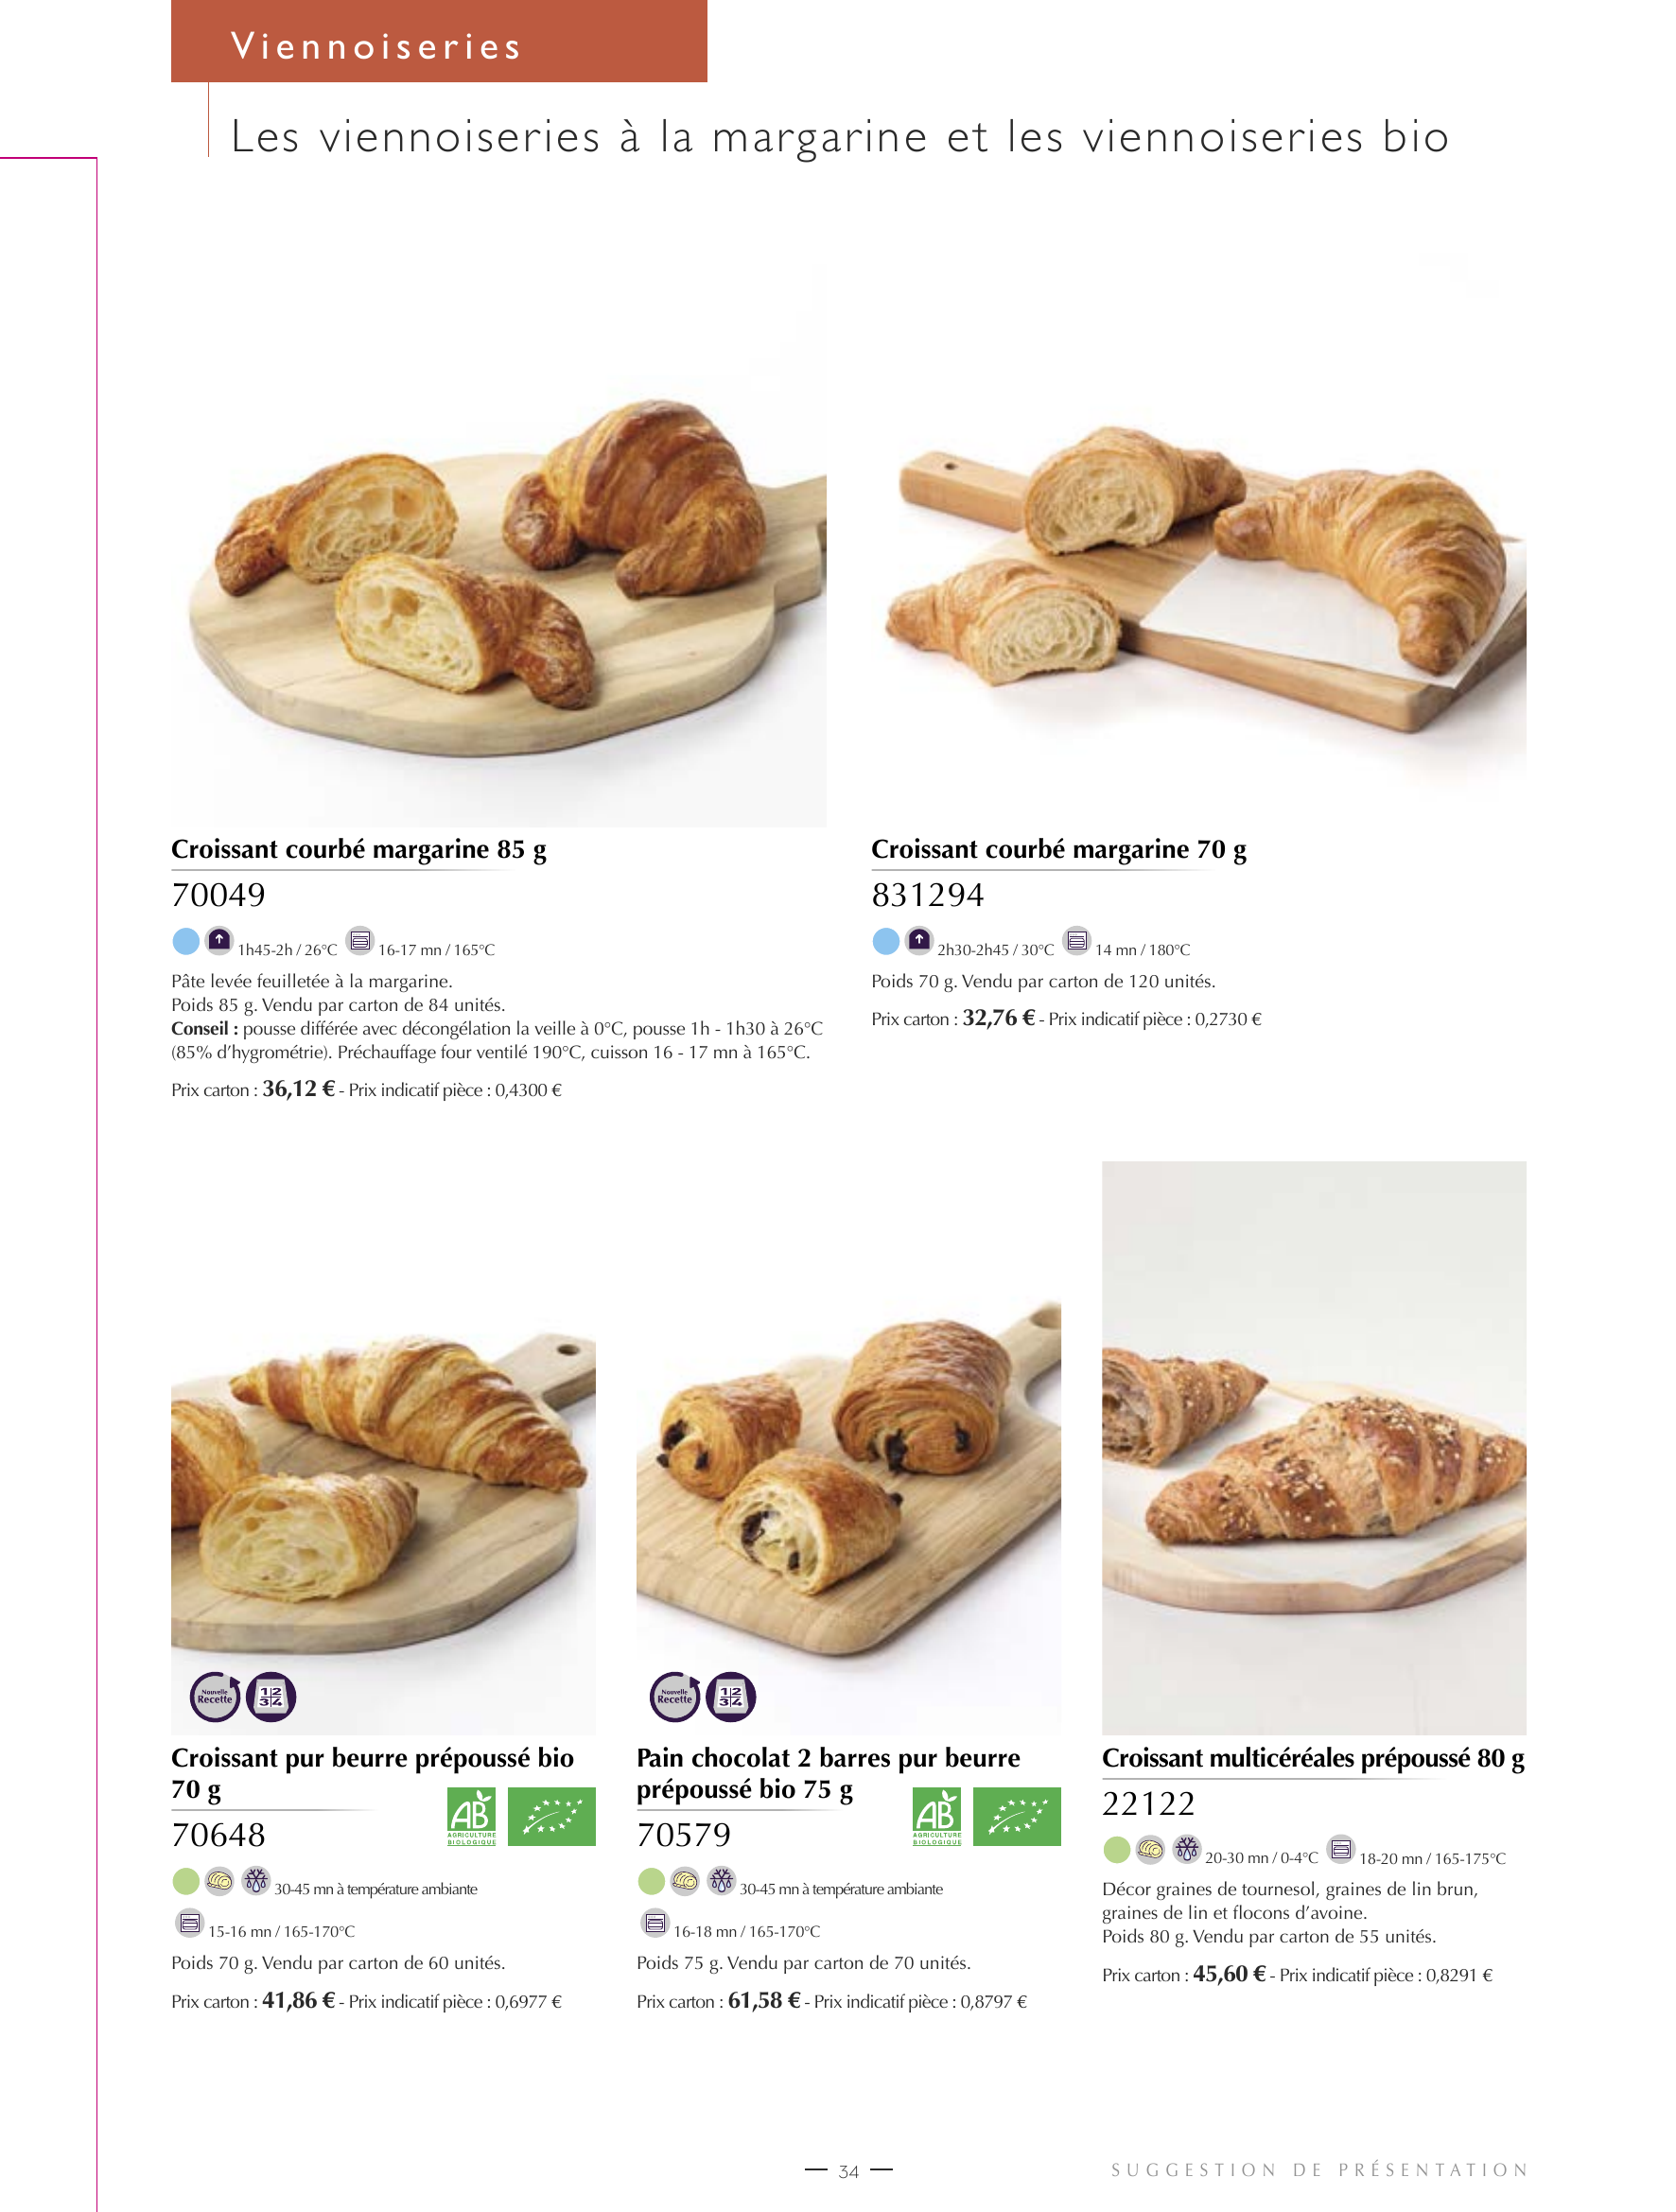 Viennoiseries
Les viennoiseries à la margarine et les viennoiseries bio
Croissant courbé margarine 85 g
70049
1h45-2h / 26°C 16-17 mn / 165°C
Pâte levée feuilletée à la margarine.
Poids 85 g. Vendu par carton de 84 unités.
Conseil : pousse différée avec décongélation la veille à 0°C, pousse 1h - 1h30 à 26°C
(85% d’hygrométrie). Préchauffage four ventilé 190°C, cuisson 16 - 17 mn à 165°C.
Prix carton : 36,12 € - Prix indicatif pièce : 0,4300 €
Croissant courbé margarine 70 g
831294
2h30-2h45 / 30°C 14 mn / 180°C
Poids 70 g. Vendu par carton de 120 unités.
Prix carton : 32,76 € - Prix indicatif pièce : 0,2730 €
Nouvelle
Recette
1 2
3 4
Croissant pur beurre prépoussé bio
70 g
AB
AGRICULTURE
BIOLOGIQUE
70648
30-45 mn à température ambiante
15-16 mn / 165-170°C
Poids 70 g. Vendu par carton de 60 unités.
Prix carton : 41,86 € - Prix indicatif pièce : 0,6977 €
Nouvelle
Recette
1 2
3 4
Pain chocolat 2 barres pur beurre
prépoussé bio 75 g
AB
AGRICULTURE
BIOLOGIQUE
70579
30-45 mn à température ambiante
16-18 mn / 165-170°C
Poids 75 g. Vendu par carton de 70 unités.
Prix carton : 61,58 € - Prix indicatif pièce : 0,8797 €
Croissant multicéréales prépoussé 80 g
22122
20-30 mn / 0-4°C 18-20 mn / 165-175°C
Décor graines de tournesol, graines de lin brun,
graines de lin et flocons d’avoine.
Poids 80 g. Vendu par carton de 55 unités.
Prix carton : 45,60 € - Prix indicatif pièce : 0,8291 €
34
SUGGESTION DE PRÉSENTATION